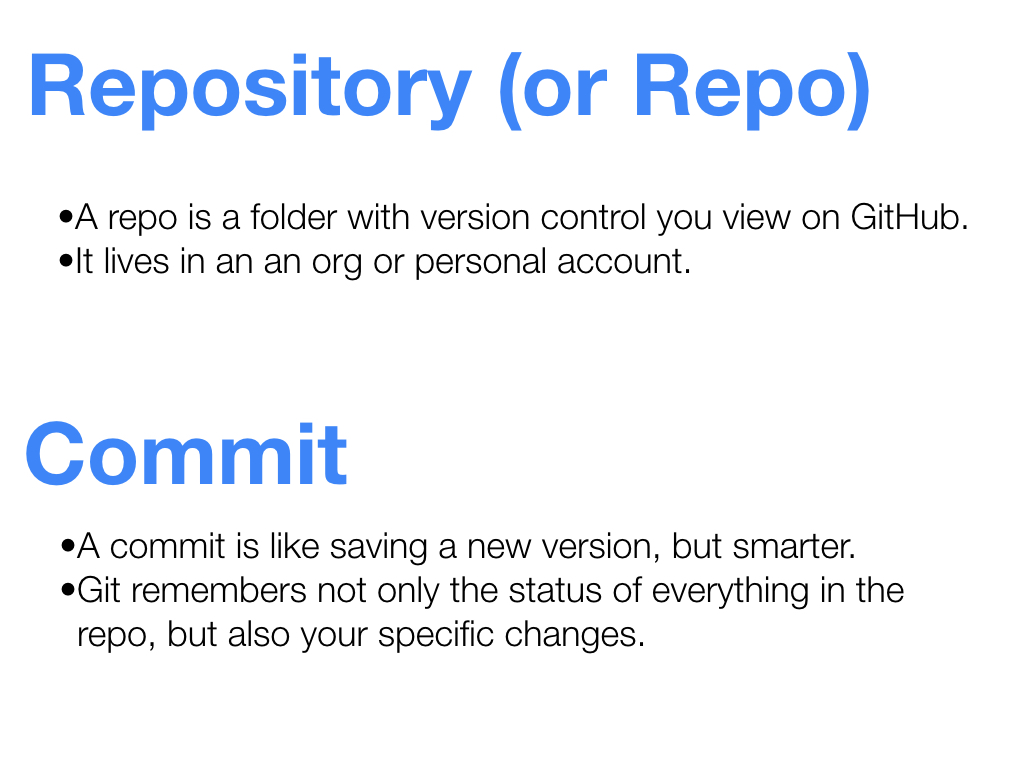 Repository (or Repo)
•A repo is a folder with version control you view on GitHub.
•It lives in an an org or personal account.
Commit
•A commit is like saving a new version, but smarter.
•Git remembers not only the status of everything in the
repo, but also your specific changes.